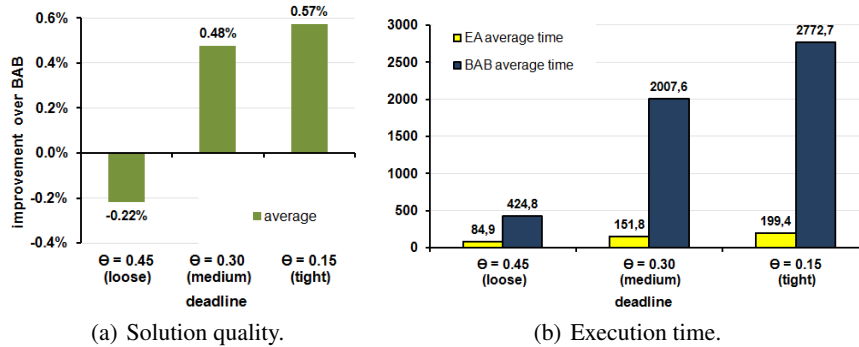 0.6%
0.4%
0.2%
0.0%
-0.2%
-0.4%
improvement over BAB
-0.22%
0.48%
0.57%
average
Θ = 0.45
(loose)
Θ = 0.30
(medium)
Θ = 0.15
(tight)
deadline
(a) Solution quality.
3000
2500
2000
1500
1000
500
0
EA average time
BAB average time
84,9
424,8
151,8
2007,6
199,4
2772,7
Θ = 0.45
(loose)
Θ = 0.30
(medium)
Θ = 0.15
(tight)
deadline
(b) Execution time.